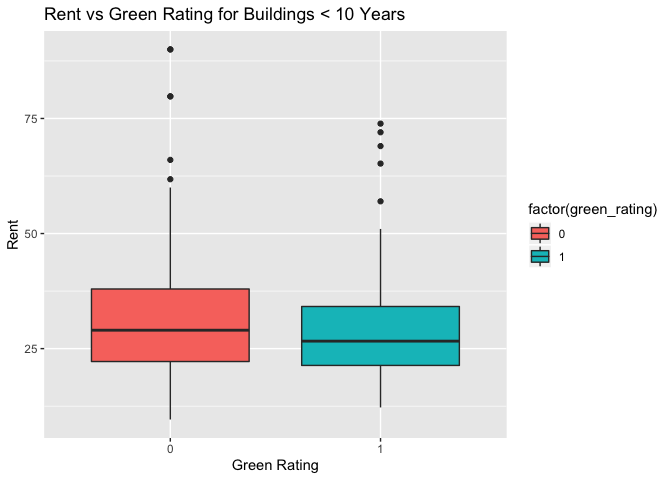 Rent vs Green Rating for Buildings < 10 Years
75
50
25
Rent
0
1
Green Rating
factor(green_rating)
0
1